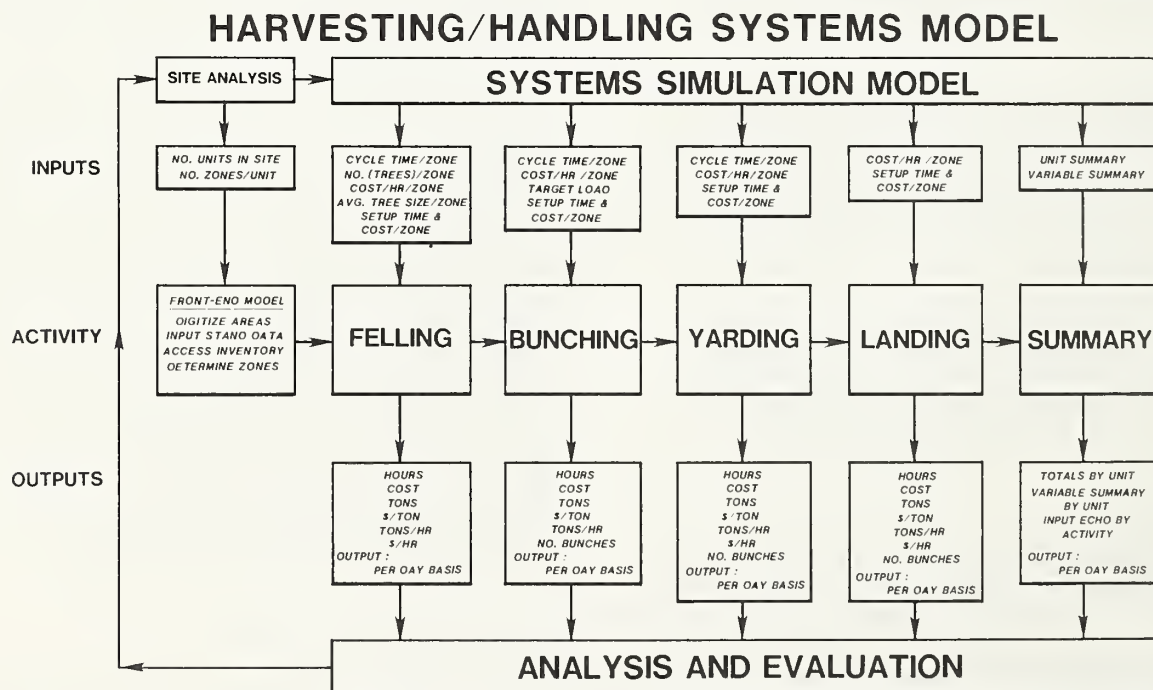 HARVESTING/HANDLING SYSTEMS MODEL
SITE ANALYSIS
SYSTEMS SIMULATION MODEL
INPUTS
NO. UNITS IN SITE
NO. ZONES/UNIT
CYCLE TIME/ZONE
NO. (TREES)/ZONE
COST/HR/ZONE
AVG. TREE SIZE/ZONE
SETUP TIME &
COST/ZONE
CYCLE TIME/ZONE
COST/HR /ZONE
TARGET LOAO
SETUP TIME &
COST/ZONE
CYCLE TIME/ZONE
COST/HR/ZONE
SETUP TIME &
COST/ZONE
COST/HR /ZONE
SETUP TIME &
COST/ZONE
UNIT SUMMARY
VARIABLE SUMMARY
ACTIVITY
FRONT-ENO MODEL
DIGITIZE AREAS
INPUT STANO OATA
ACCESS INVENTORY
OETERMINE ZONES
FELLING
BUNCHING
YARDING
LANDING
SUMMARY
OUTPUTS
HOURS
COST
TONS
$/TON
TONS/HR
$/HR
OUTPUT :
PER OAY BASIS
HOURS
COST
TONS
$/TON
TONS/HR
NO. BUNCHES
OUTPUT :
PER OAY BASIS
HOURS
COST
TONS
$/TON
TONS/HR
$/HR
NO. BUNCHES
OUTPUT :
PER OAY BASIS
HOURS
COST
TONS
$/TON
TONS/HR
$/HR
NO. BUNCHES
OUTPUT :
PER OAY BASIS
TOTALS BY UNIT
VARIABLE SUMMARY
BY UNIT
INPUT ECHO BY
ACTIVITY
OUTPUT :
PER OAY BASIS
ANALYSIS AND EVALUATION